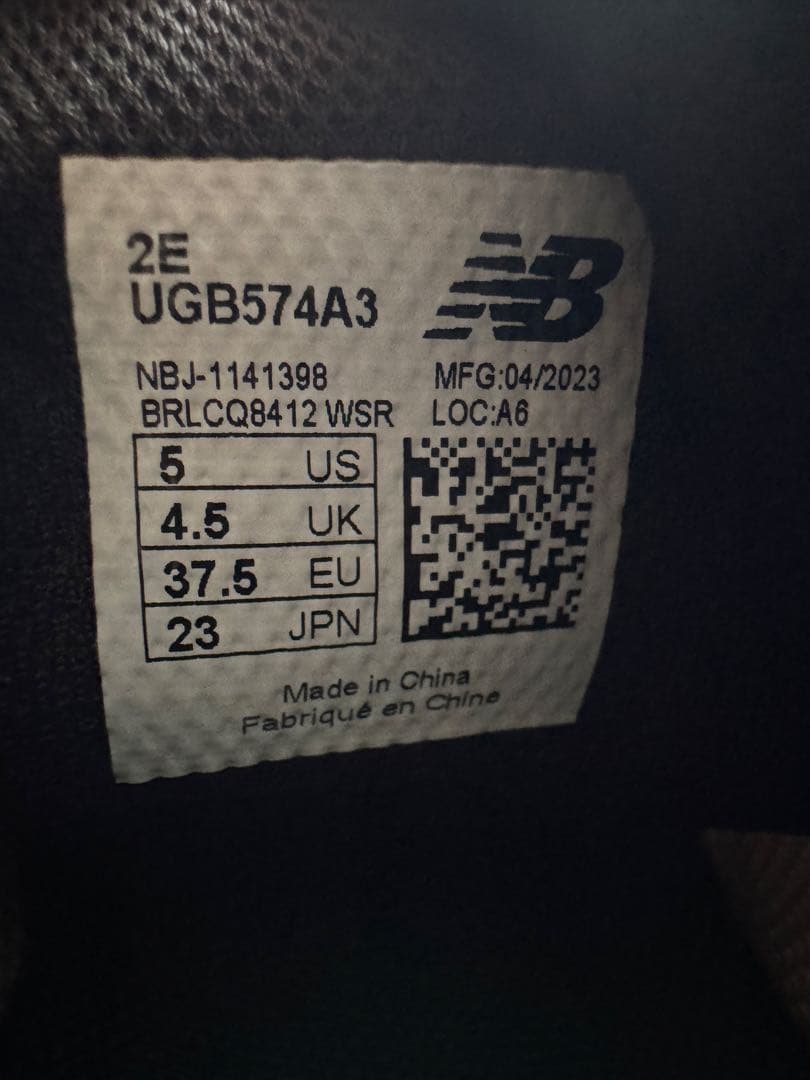 2E
UGB574A3
NB
NBJ-1141398 MFG:04/2023
BRLCQ8412 WSR LOC:A6
5 US
4.5 UK
37.5 EU
23 JPN
Made in China
Fabriqué en Chine